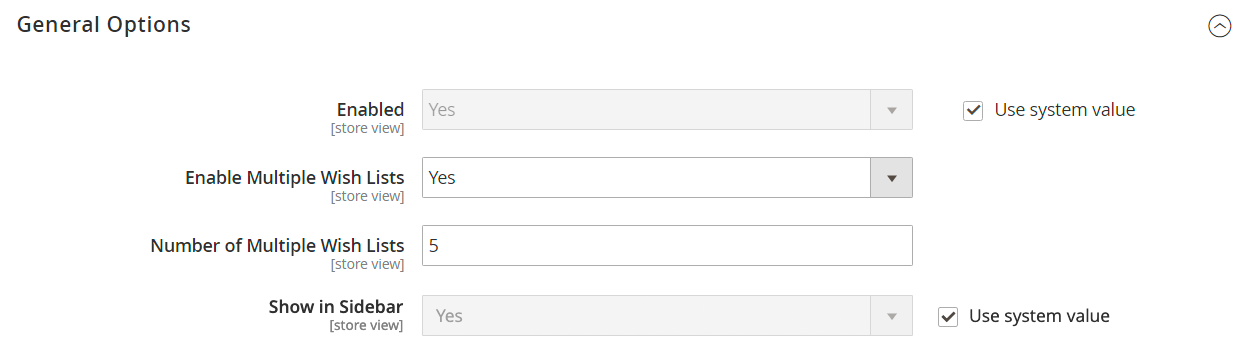 General Options
Enabled Yes Use system value
[store view]
Enable Multiple Wish Lists Yes
[store view]
Number of Multiple Wish Lists 5
[store view]
Show in Sidebar Yes Use system value
[store view]